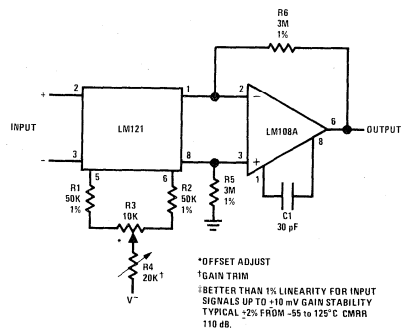 R6
3M
1%
2
1
2
6
OUTPUT
+
−
INPUT
LM121
LM108A
−
3
8
3
+
8
1
5
6
R1
50K
1%
R3
10K
R2
50K
1%
R5
3M
1%
C1
30 pF
*
R4
20K†
V−
*OFFSET ADJUST
†GAIN TRIM
‡BETTER THAN 1% LINEARITY FOR INPUT
SIGNALS UP TO ±10 mV GAIN STABILITY
TYPICAL ±2% FROM −55 to 125°C CMRR
110 dB.